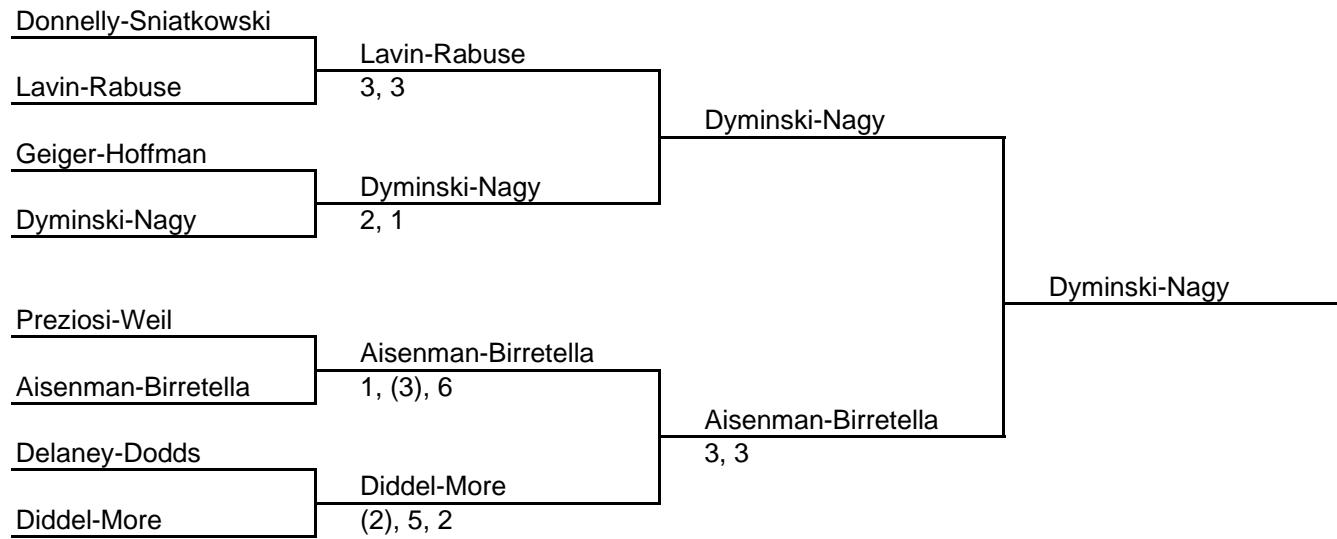 Donnelly-Sniatkowski
Lavin-Rabuse
Lavin-Rabuse
3, 3
Dyminski-Nagy
Geiger-Hoffman
Dyminski-Nagy
Dyminski-Nagy
2, 1
Dyminski-Nagy
Preziosi-Weil
Aisenman-Birretella
Aisenman-Birretella
1, (3), 6
Aisenman-Birretella
3, 3
Delaney-Dodds
Diddel-More
Diddel-More
(2), 5, 2